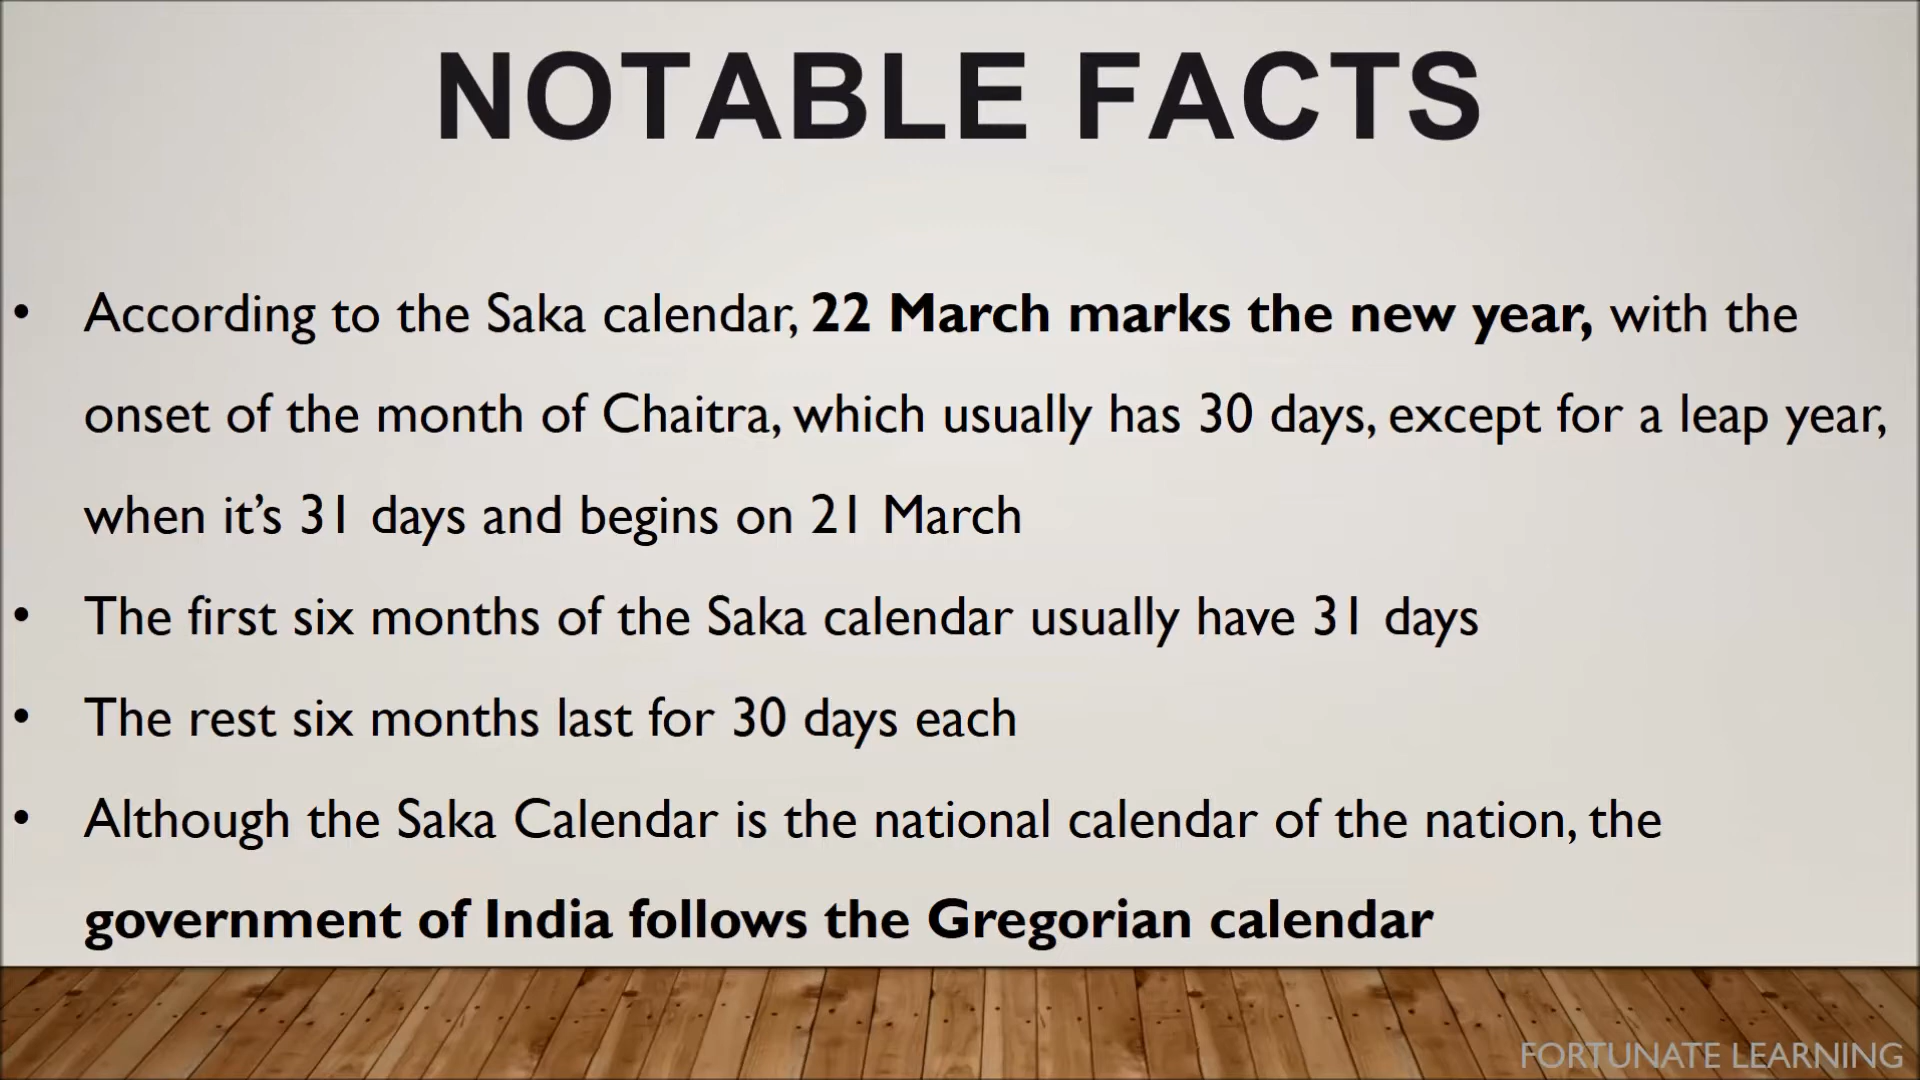 NOTABLE FACTS
• According to the Saka calendar, 22 March marks the new year, with the
onset of the month of Chaitra, which usually has 30 days, except for a leap year,
when it’s 31 days and begins on 21 March
• The first six months of the Saka calendar usually have 31 days
• The rest six months last for 30 days each
• Although the Saka Calendar is the national calendar of the nation, the
government of India follows the Gregorian calendar
FORTUNATE LEARNING